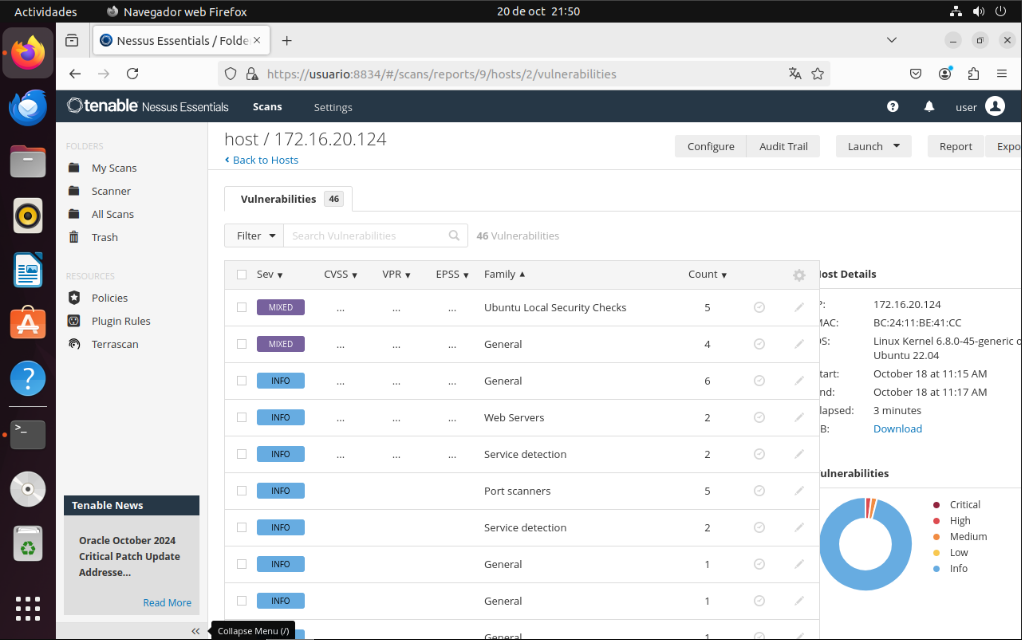 Actividades
Navegador web Firefox
20 de oct 21:50
Nessus Essentials / Folde
https://usuario:8834/#/scans/reports/9/hosts/2/vulnerabilities
tenable Nessus Essentials
Scans
Settings
user
FOLDERS
My Scans
Scanner
All Scans
Trash
RESOURCES
Policies
Plugin Rules
Terrascan
Tenable News
Oracle October 2024
Critical Patch Update
Addresse...
Read More
Collapse Menu (/)
host / 172.16.20.124
Back to Hosts
Configure
Audit Trail
Launch
Report
Expo
Vulnerabilities 46
Filter
Search Vulnerabilities
46 Vulnerabilities
Sev CVSS VPR EPSS Family Count
MIXED ... ... ... Ubuntu Local Security Checks 5
MIXED ... ... ... General 4
INFO ... ... ... General 6
INFO ... ... ... Web Servers 2
INFO ... ... ... Service detection 2
INFO Port scanners 5
INFO Service detection 2
INFO General 1
INFO General 1
General 1
ost Details
P: 172.16.20.124
MAC: BC:24:11:BE:41:CC
OS: Linux Kernel 6.8.0-45-generic o
Ubuntu 22.04
tart: October 18 at 11:15 AM
nd: October 18 at 11:17 AM
lapsed: 3 minutes
B: Download
ulnerabilities
Critical
High
Medium
Low
Info